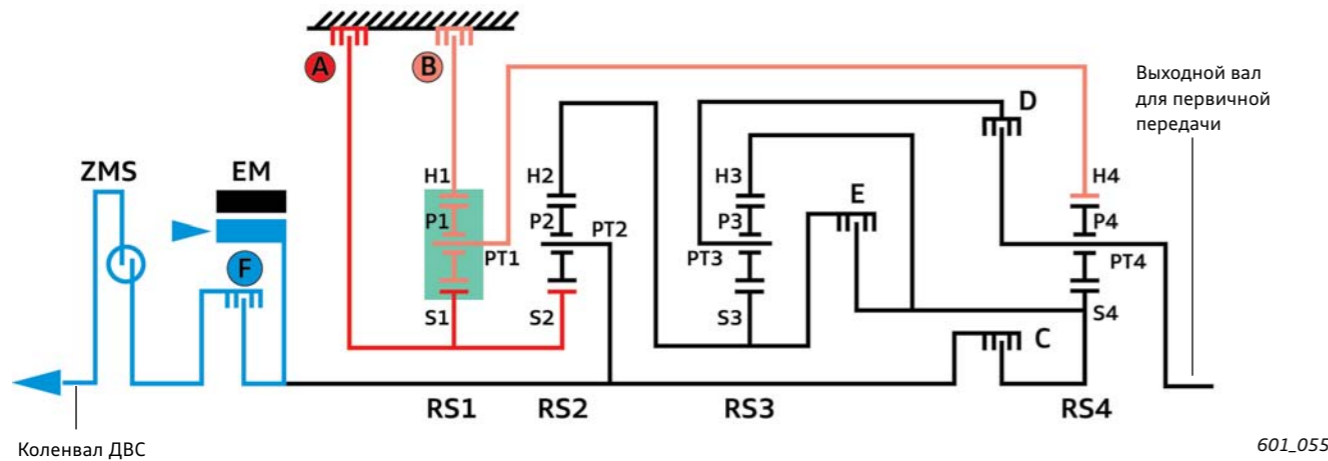 A
B
Выходной вал
для первичной
передачи
D
ZMS
EM
H1
H2
H3
H4
E
P1
P2
PT2
P3
P4
F
PT1
PT3
PT4
S1
S2
S3
S4
C
RS1
RS2
RS3
RS4
Коленвал ДВС
601_055